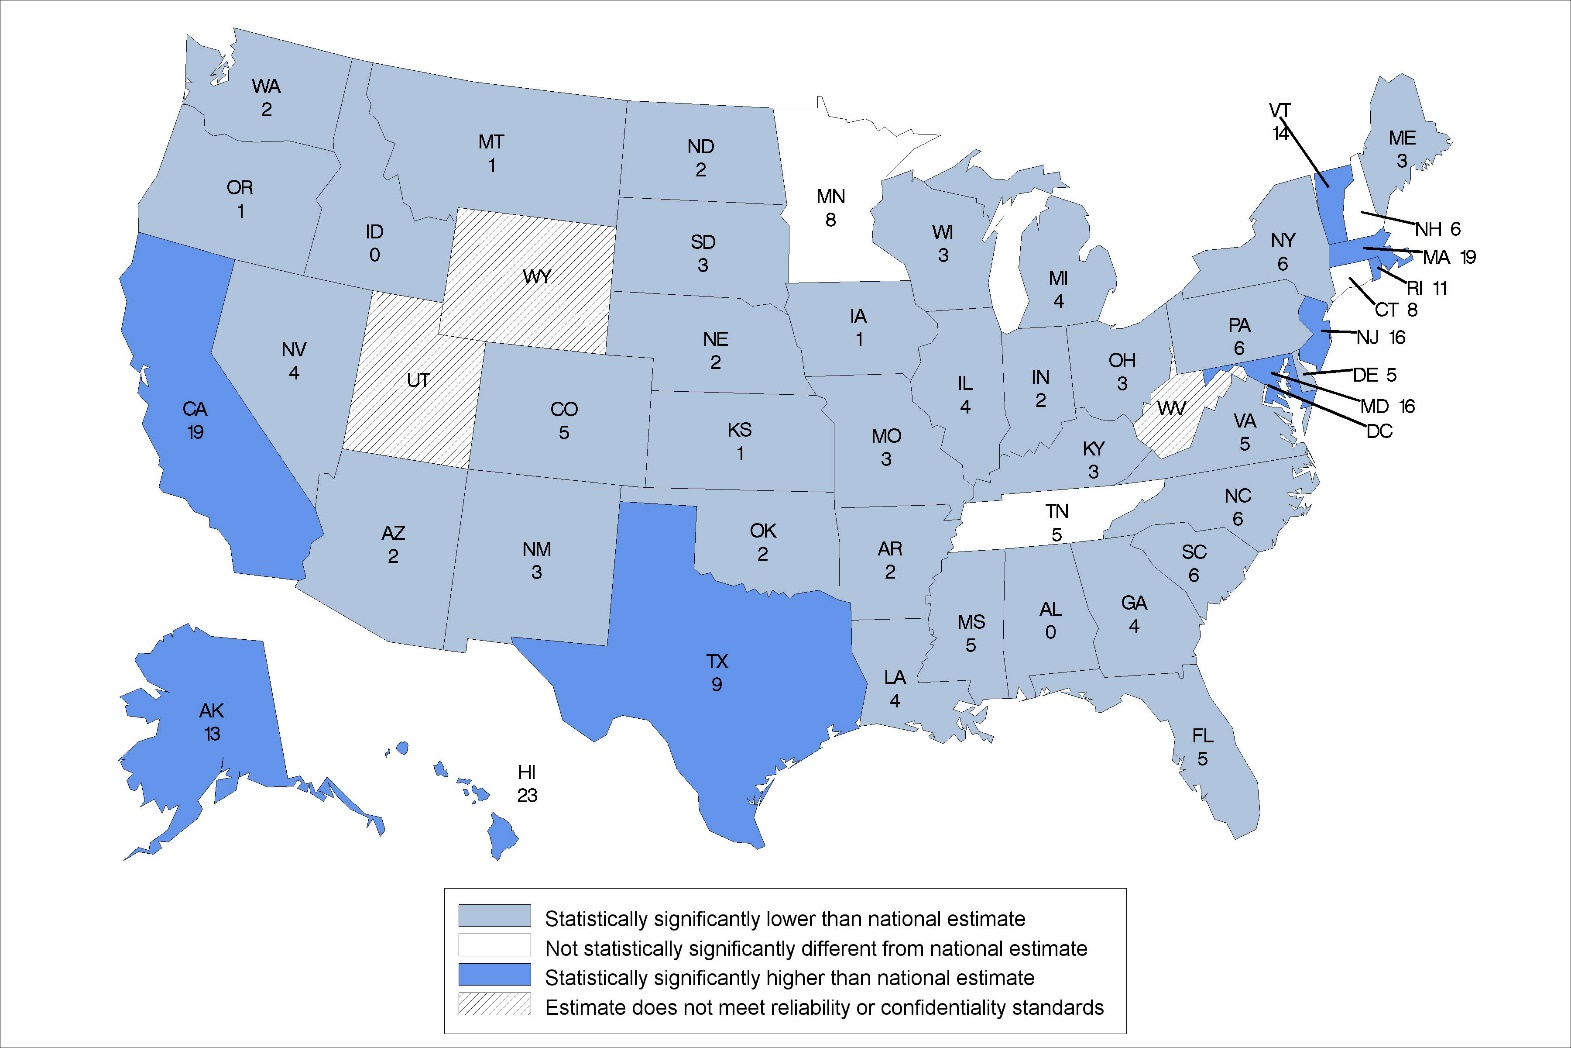 WA
2
MT
1
ND
2
MN
8
VT
14
ME
3
OR
1
ID
0
WY
SD
3
WI
3
MI
4
NY
6
NH 6
MA 19
RI 11
CT 8
NJ 16
DE 5
MD 16
DC
NV
4
UT
CO
5
NE
2
IA
1
IL
4
IN
2
OH
3
PA
6
WV
VA
5
CA
19
KS
1
MO
3
KY
3
NC
6
AZ
2
NM
3
OK
2
AR
2
TN
5
SC
6
MS
5
AL
0
GA
4
TX
9
LA
4
FL
5
AK
13
HI
23
Statistically significantly lower than national estimate
Not statistically significantly different from national estimate
Statistically significantly higher than national estimate
Estimate does not meet reliability or confidentiality standards